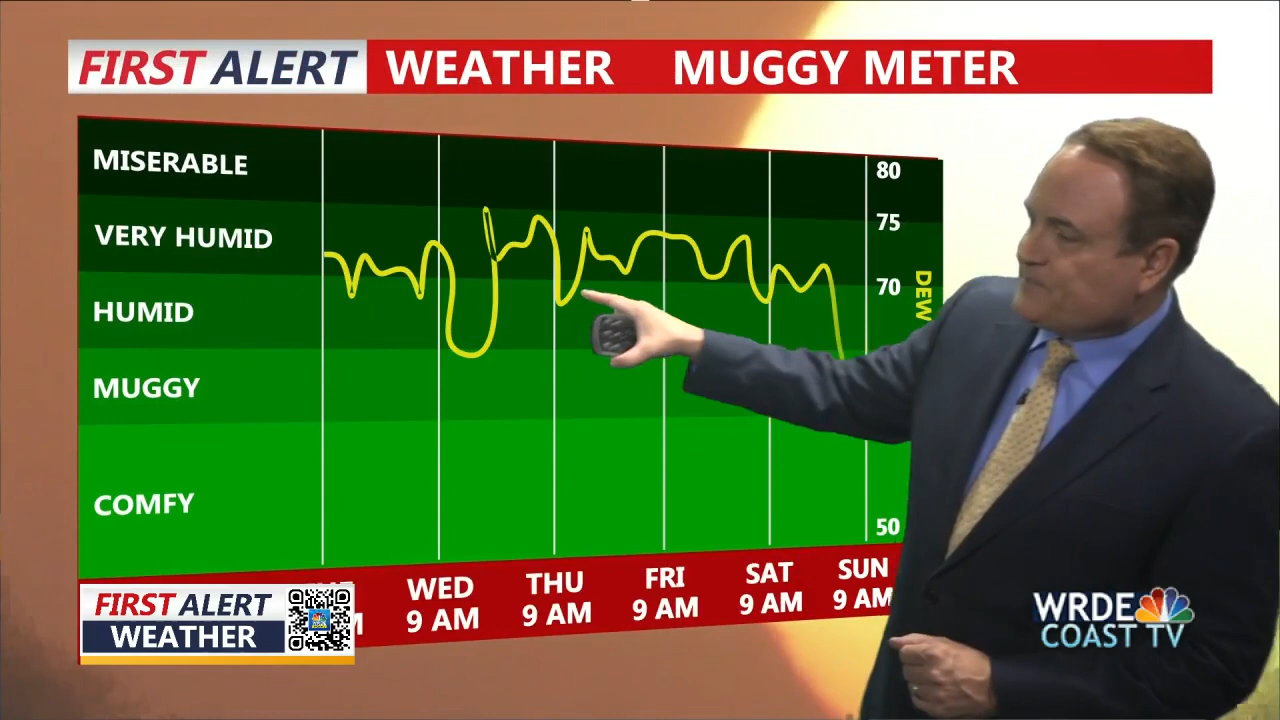 FIRST ALERT WEATHER MUGGY METER
MISERABLE
VERY HUMID
HUMID
MUGGY
COMFY
80
75
70
DEW
50
WED THU FRI SAT SUN
9 AM 9 AM 9 AM 9 AM 9 AM
FIRST ALERT
WEATHER
WRDE
COAST TV